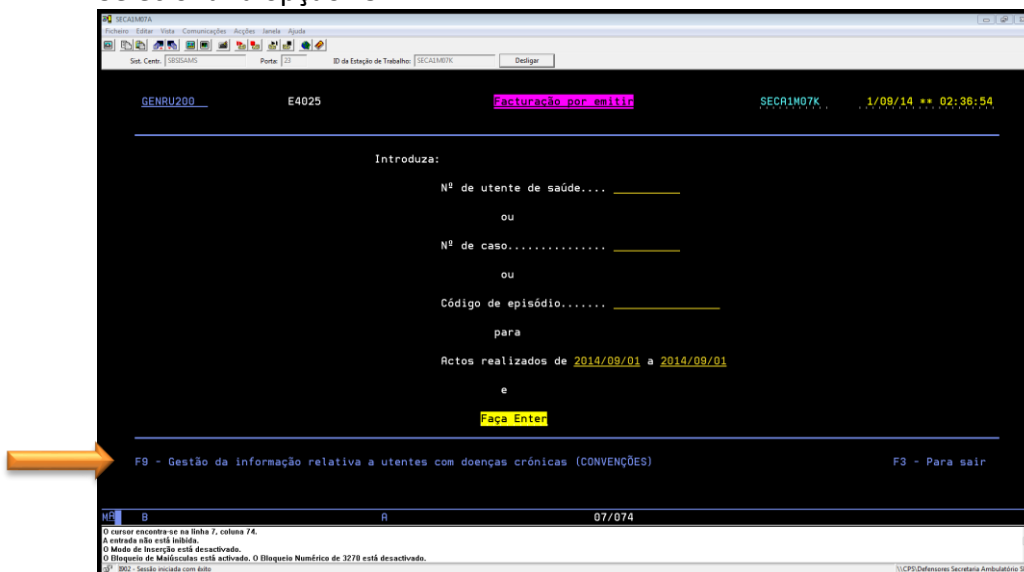 SECA1M07A
Ficheiro Editar Vista Comunicações Acções Janela Ajuda
Sist. Centr. SBSISAMS Porta: 23 ID da Estação de Trabalho: SECA1M07K Desligar
GENRU200 E4025 Facturação por emitir SECA1M07K 1/09/14 ** 02:36:54
Introduza:
Nº de utente de saúde....
ou
Nº de caso...............
ou
Código de episódio.......
para
Actos realizados de 2014/09/01 a 2014/09/01
e
Faça Enter
F9 - Gestão da informação relativa a utentes com doenças crónicas (CONVENÇÕES) F3 - Para sair
B A 07/074
O cursor encontra-se na linha 7, coluna 74.
A entrada não está inibida.
O Modo de Inserção está desactivado.
O Bloqueio de Maiúsculas está activado. O Bloqueio Numérico de 3270 está desactivado.
I902 - Sessão iniciada com êxito \\CPS\Defensores Secretaria Ambulatório